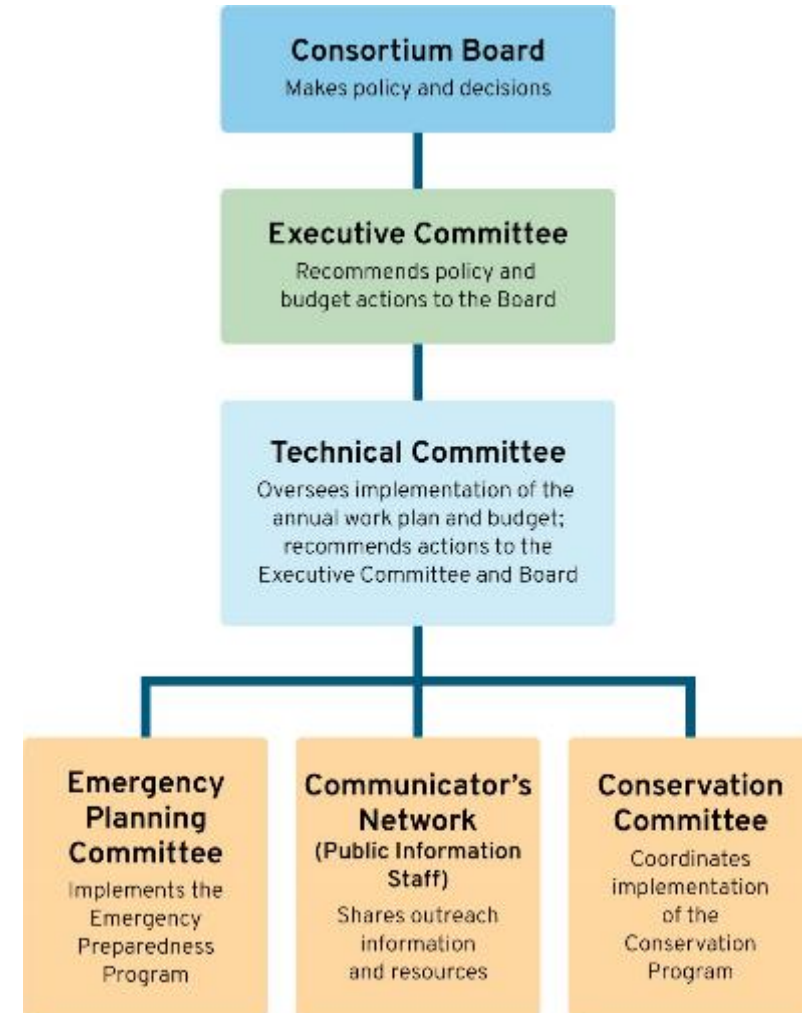 Consortium Board
Makes policy and decisions
Executive Committee
Recommends policy and
budget actions to the Board
Technical Committee
Oversees implementation of the
annual work plan and budget;
recommends actions to the
Executive Committee and Board
Emergency
Planning
Committee
Implements the
Emergency
Preparedness
Program
Communicator's
Network
(Public Information
Staff)
Shares outreach
information
and resources
Conservation
Committee
Coordinates
implementation
of the
Conservation
Program